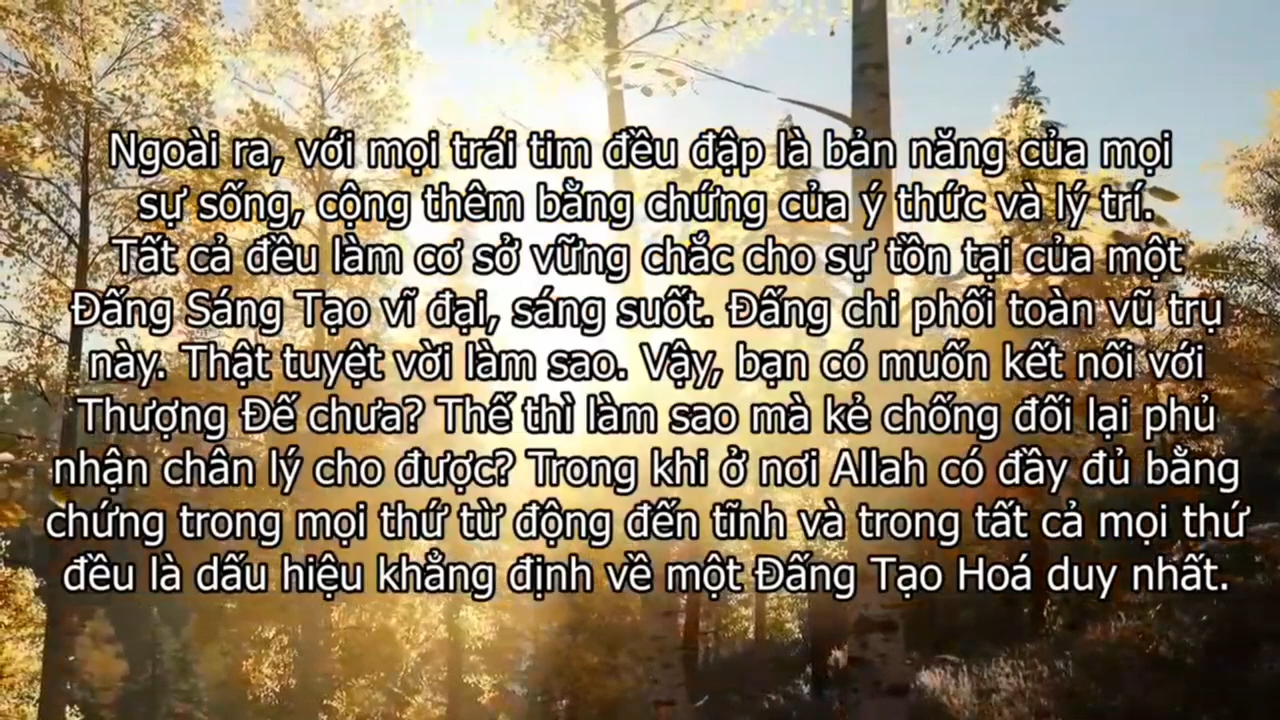 Ngoài ra, với mọi trái tim đều đập là bản năng của mọi
sự sống, cộng thêm bằng chứng của ý thức và lý trí.
Tất cả đều làm cơ sở vững chắc cho sự tồn tại của một
Đấng Sáng Tạo vĩ đại, sáng suốt. Đấng chi phối toàn vũ trụ
này. Thật tuyệt vời làm sao. Vậy, bạn có muốn kết nối với
Thượng Đế chưa? Thế thì làm sao mà kẻ chống đối lại phủ
nhận chân lý cho được? Trong khi ở nơi Allah có đầy đủ bằng
chứng trong mọi thứ từ động đến tĩnh và trong tất cả mọi thứ
đều là dấu hiệu khẳng định về một Đấng Tạo Hoá duy nhất.